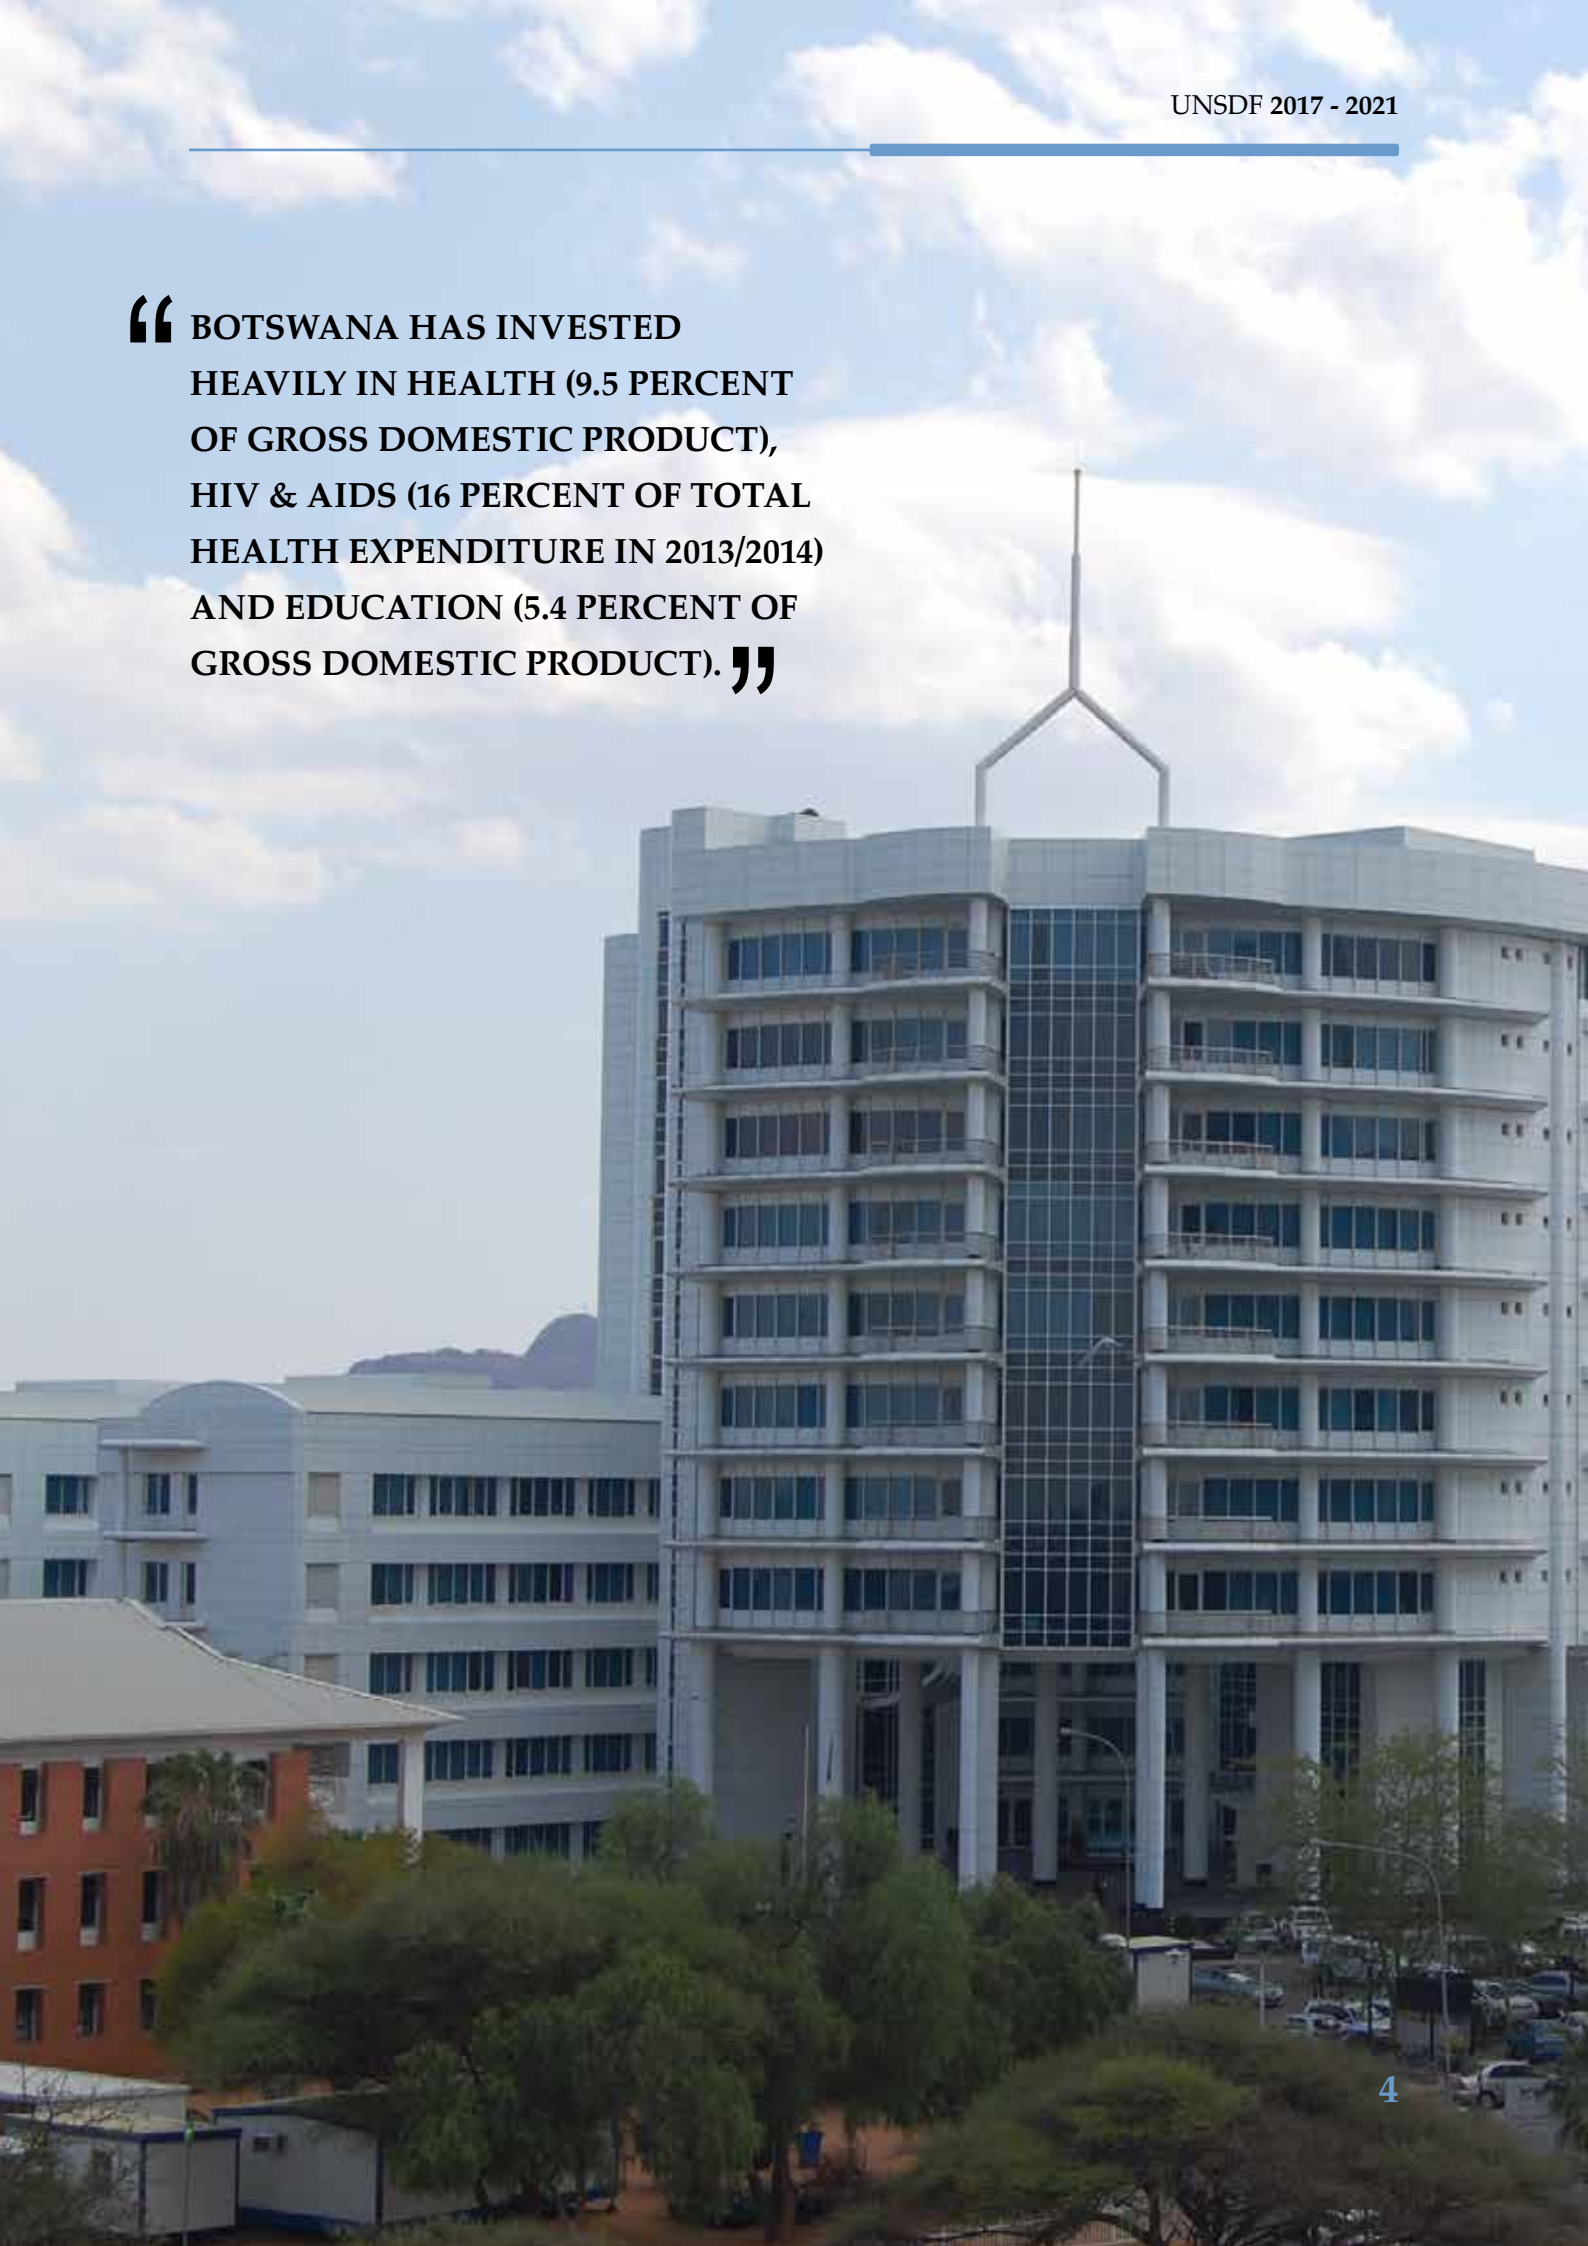 UNSDF 2017 - 2021
“ BOTSWANA HAS INVESTED
HEAVILY IN HEALTH (9.5 PERCENT
OF GROSS DOMESTIC PRODUCT),
HIV & AIDS (16 PERCENT OF TOTAL
HEALTH EXPENDITURE IN 2013/2014)
AND EDUCATION (5.4 PERCENT OF
GROSS DOMESTIC PRODUCT). ”
4